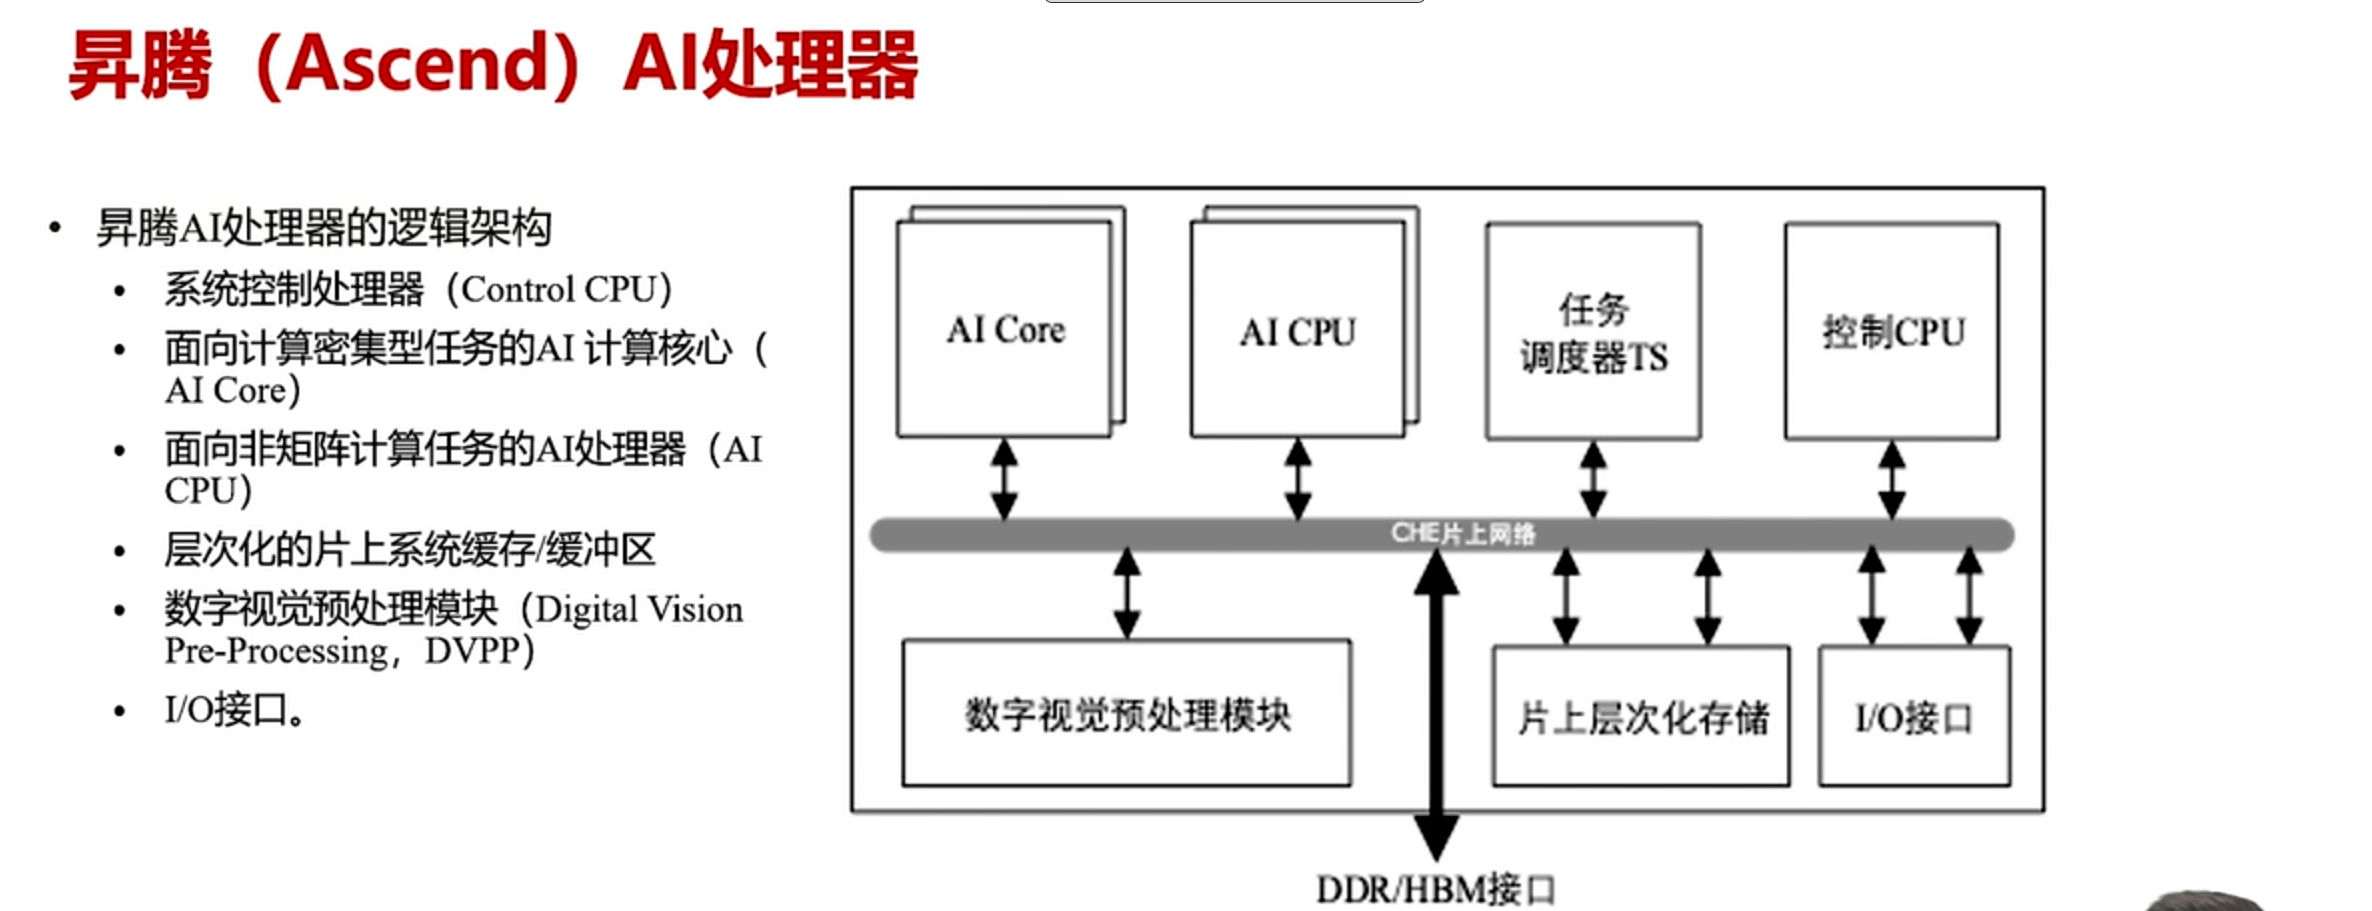 昇腾（Ascend）AI处理器
• 昇腾AI处理器的逻辑架构
• 系统控制处理器（Control CPU）
• 面向计算密集型任务的AI 计算核心（
AI Core）
• 面向非矩阵计算任务的AI处理器（AI
CPU）
• 层次化的片上系统缓存/缓冲区
• 数字视觉预处理模块（Digital Vision
Pre-Processing，DVPP）
• I/O接口。
AI Core
AI CPU
任务
调度器TS
控制CPU
CHE片上网络
数字视觉预处理模块
片上层次化存储
I/O接口
DDR/HBM接口